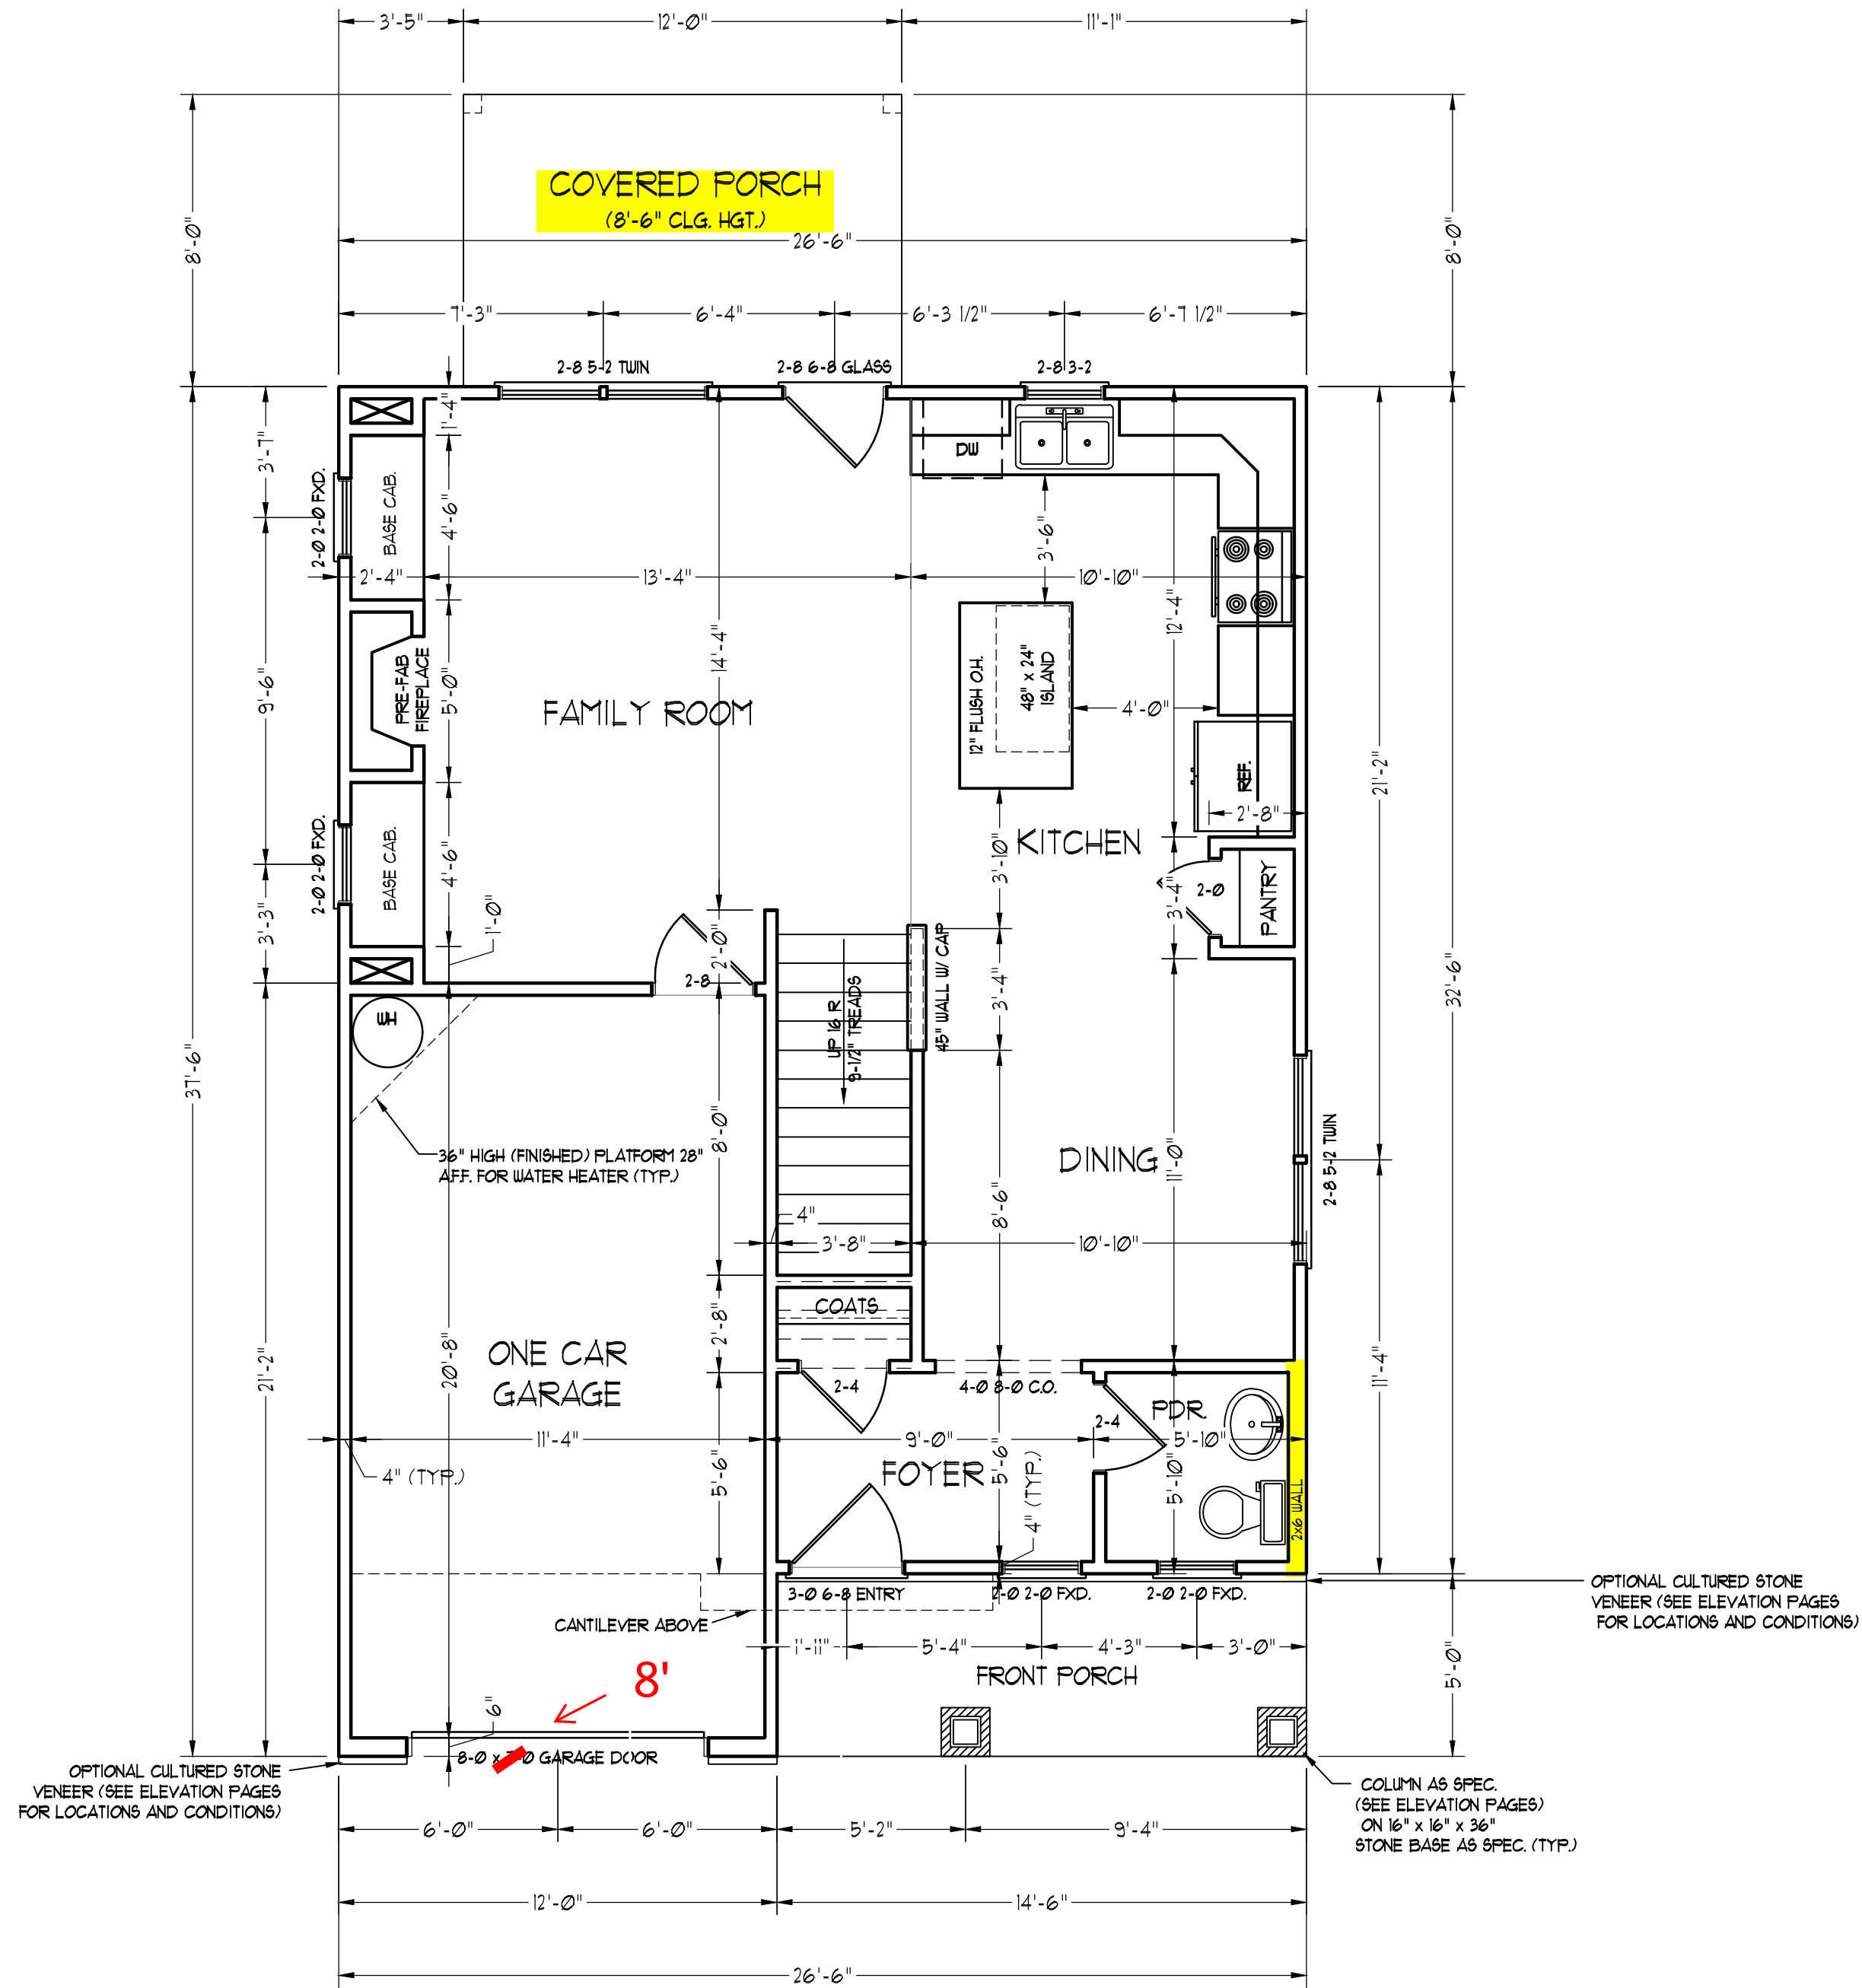 3'-5" 12'-0" 11'-1"
COVERED PORCH
(8'-6" CLG. HGT.)
26'-6"
8'-0"
8'-0"
7'-3" 6'-4" 6'-3 1/2" 6'-7 1/2"
2-8 5-2 TWIN 2-8 6-8 GLASS 2-8 3-2
1'-4"
3'-7"
DW
2-0 2-0 FXD.
BASE CAB.
4'-6"
3'-6"
2'-4" 13'-4" 10'-10"
12'-4"
14'-4"
9'-6"
PRE-FAB
FIREPLACE
5'-0"
FAMILY ROOM
12" FLUSH O.H.
48" x 24"
ISLAND
4'-0"
REF.
2'-8"
21'-2"
2-0 2-0 FXD.
BASE CAB.
4'-6"
KITCHEN
3'-10"
3'-4"
2-0
PANTRY
3'-3"
1'-0"
2'-0"
2-8
3'-4"
45" WALL W/ CAP
UP 16 R
9-1/2" TREADS
32'-6"
37'-6"
WH
36" HIGH (FINISHED) PLATFORM 28"
A.F.F. FOR WATER HEATER (TYP.)
8'-0"
DINING
11'-0"
8'-6"
2-8 5-2 TWIN
4"
3'-8" 10'-10"
COATS
2'-8"
ONE CAR
GARAGE
20'-8"
21'-2"
11'-4"
2-4
4-0 8-0 C.O.
PDR.
2-4
11'-4" 9'-0" 5'-10"
4" (TYP.)
5'-6"
FOYER
5'-6"
4" (TYP.)
5'-10"
2x6 WALL
3-0 6-8 ENTRY 2-0 2-0 FXD. 2-0 2-0 FXD.
OPTIONAL CULTURED STONE
VENEER (SEE ELEVATION PAGES
FOR LOCATIONS AND CONDITIONS)
CANTILEVER ABOVE
1'-11" 5'-4" 4'-3" 3'-0"
5'-0"
FRONT PORCH
8'
6"
8-0 x -0 GARAGE DOOR
OPTIONAL CULTURED STONE
VENEER (SEE ELEVATION PAGES
FOR LOCATIONS AND CONDITIONS)
COLUMN AS SPEC.
(SEE ELEVATION PAGES)
ON 16" x 16" x 36"
STONE BASE AS SPEC. (TYP.)
6'-0" 6'-0" 5'-2" 9'-4"
12'-0" 14'-6"
26'-6"